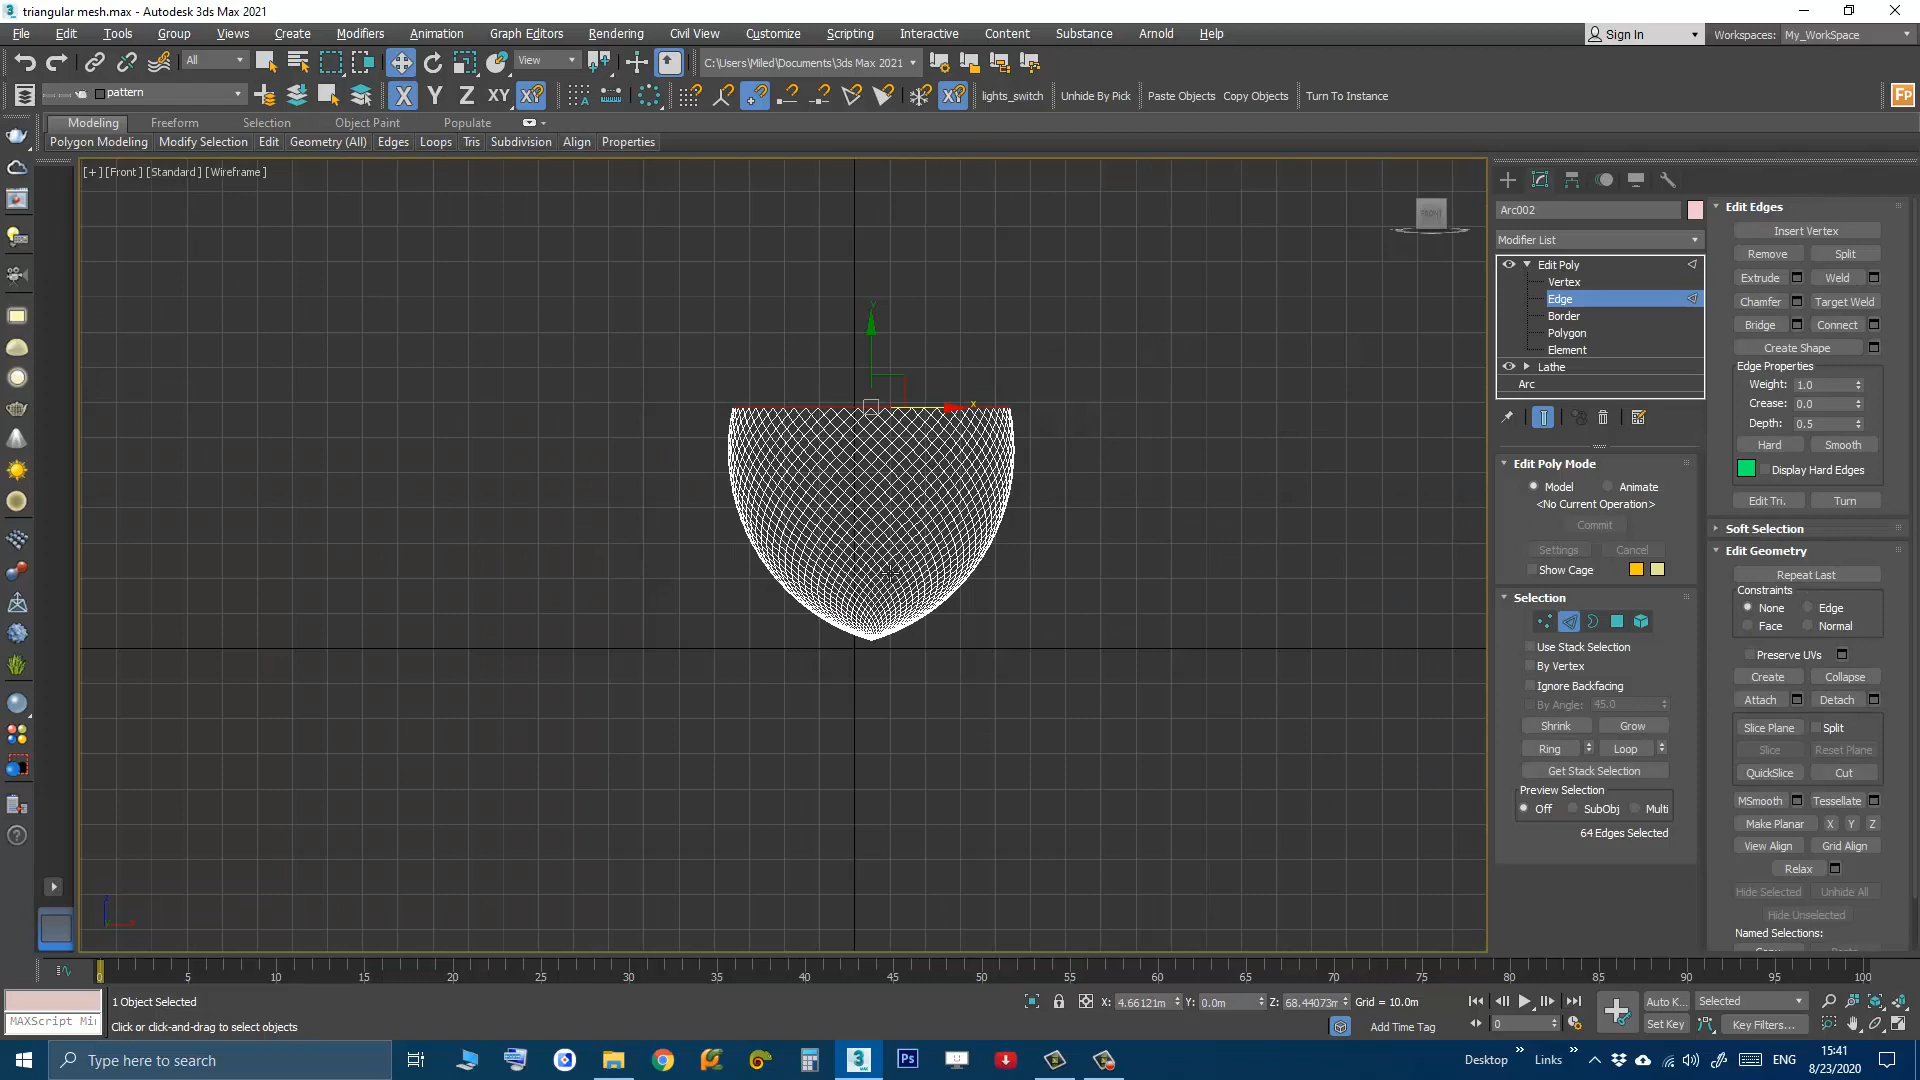 triangular mesh.max - Autodesk 3ds Max 2021
File Edit Tools Group Views Create Modifiers Animation Graph Editors Rendering Civil View Customize Scripting Interactive Content Substance Arnold Help
Sign In
Workspaces: My_WorkSpace
All
View
C:\Users\Miled\Documents\3ds Max 2021
pattern
X Y Z XY XY
lights_switch Unhide By Pick Paste Objects Copy Objects Turn To Instance
Fp
Modeling Freeform Selection Object Paint Populate
Polygon Modeling Modify Selection Edit Geometry (All) Edges Loops Tris Subdivision Align Properties
[+] [Front] [Standard] [Wireframe]
FRONT
Y
x
Arc002
Modifier List
Edit Poly
Vertex
Edge
Border
Polygon
Element
Lathe
Arc
Edit Poly Mode
Model Animate
<No Current Operation>
Commit
Settings Cancel
Show Cage
Selection
Use Stack Selection
By Vertex
Ignore Backfacing
By Angle: 45.0
Shrink Grow
Ring Loop
Get Stack Selection
Preview Selection
Off SubObj Multi
64 Edges Selected
Edit Edges
Insert Vertex
Remove Split
Extrude Weld
Chamfer Target Weld
Bridge Connect
Create Shape
Edge Properties
Weight: 1.0
Crease: 0.0
Depth: 0.5
Hard Smooth
Display Hard Edges
Edit Tri. Turn
Soft Selection
Edit Geometry
Repeat Last
Constraints
None Edge
Face Normal
Preserve UVs
Create Collapse
Attach Detach
Slice Plane Split
Slice Reset Plane
QuickSlice Cut
MSmooth Tessellate
Make Planar X Y Z
View Align Grid Align
Relax
Hide Selected Unhide All
Hide Unselected
Named Selections:
0 5 10 15 20 25 30 35 40 45 50 55 60 65 70 75 80 85 90 95 100
1 Object Selected
MAXScript Mi
Click or click-and-drag to select objects
X: 4.66121m Y: 0.0m Z: 68.44073m Grid = 10.0m
Add Time Tag
0
Auto K... Selected
Set Key Key Filters...
Type here to search
3
MAX
Ps
Desktop » Links » ENG
15:41
8/23/2020